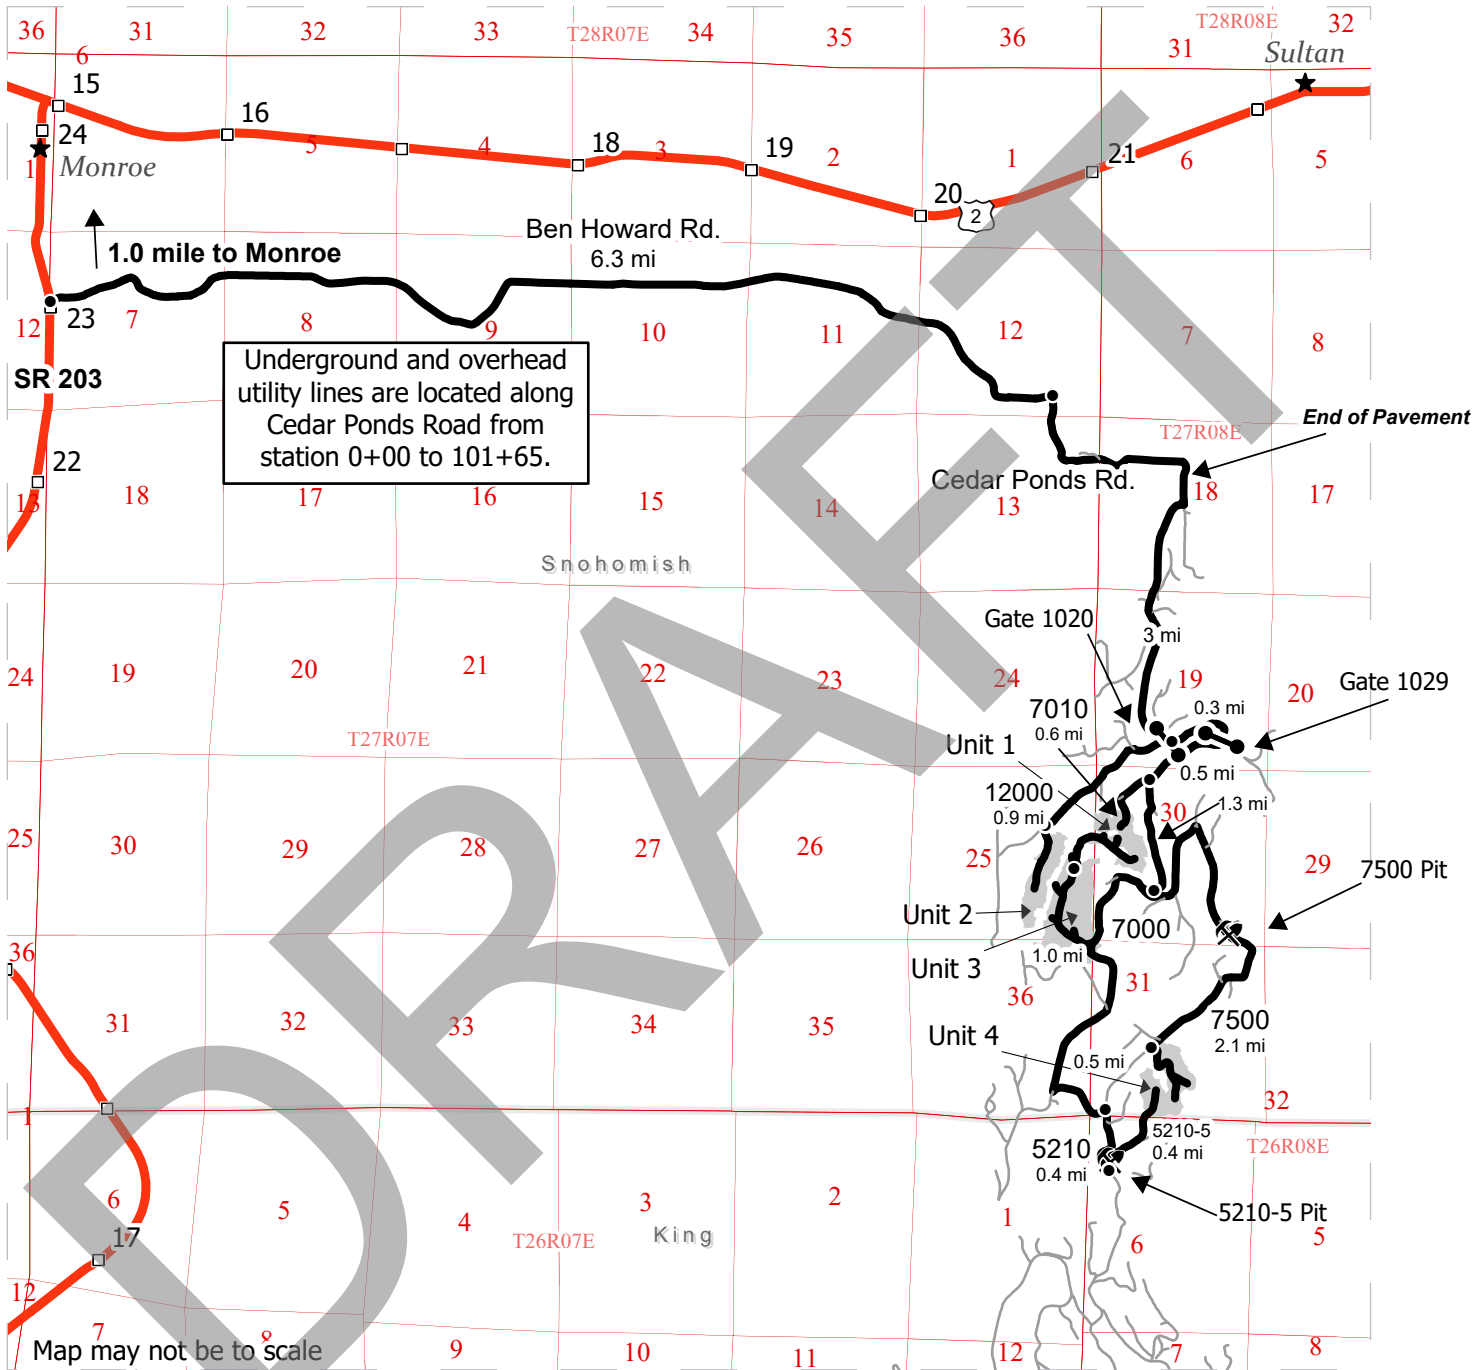 36 31 32 33 T28R07E 34 35 36 T28R08E 31 32
6
Sultan
15
16
24
1
Monroe
5 4 18 3 19 2 1 21 6 5
20
2
1.0 mile to Monroe
Ben Howard Rd.
6.3 mi
12 23 7 8 9 10 11 12 7 8
SR 203
Underground and overhead
utility lines are located along
Cedar Ponds Road from
station 0+00 to 101+65.
End of Pavement
T27R08E
22
Cedar Ponds Rd.
13 18 17 16 15 14 13 18 17
Snohomish
Gate 1020
3 mi
24 19 20 21 22 23 24 19 20
Gate 1029
7010
0.6 mi
0.3 mi
T27R07E
Unit 1
0.5 mi
12000
0.9 mi
1.3 mi
30
25 30 29 28 27 26 25 29
7500 Pit
Unit 2
7000
36
1.0 mi
Unit 3
31
36
31 32 33 34 35
7500
2.1 mi
Unit 4
0.5 mi
32
1
5210-5
0.4 mi
T26R08E
5210
0.4 mi
6 5 4 3 2 1
5210-5 Pit
17
T26R07E
King
6 5
12
7 8 9 10 11 12 7 8
Map may not be to scale
DRAFT